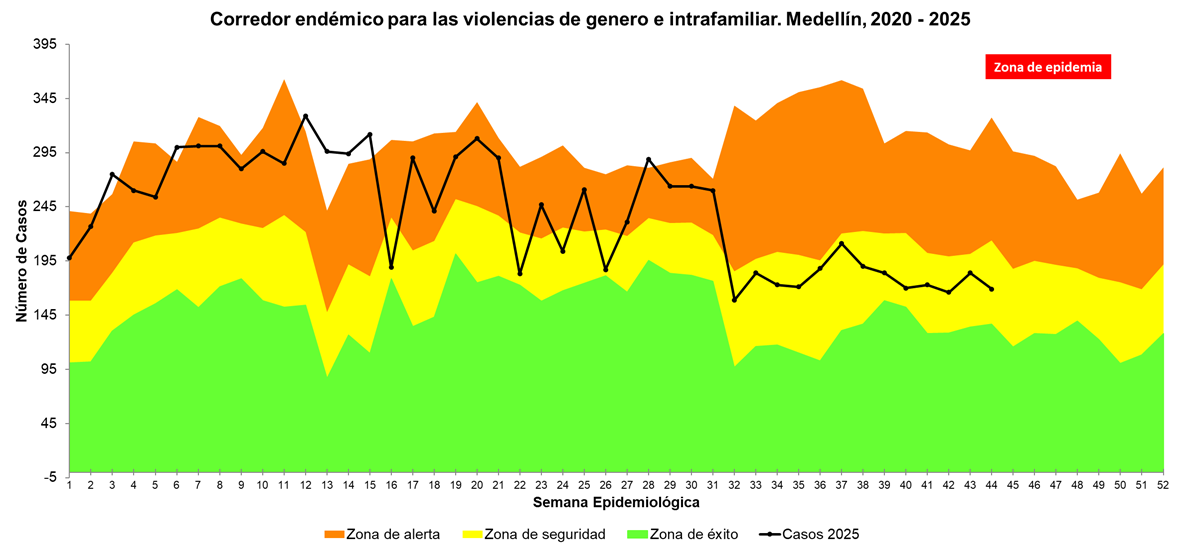 Corredor endémico para las violencias de genero e intrafamiliar. Medellín, 2020 - 2025
Zona de epidemia
Número de Casos
395
345
295
245
195
145
95
45
-5
1 2 3 4 5 6 7 8 9 10 11 12 13 14 15 16 17 18 19 20 21 22 23 24 25 26 27 28 29 30 31 32 33 34 35 36 37 38 39 40 41 42 43 44 45 46 47 48 49 50 51 52
Semana Epidemiológica
Zona de alerta Zona de seguridad Zona de éxito Casos 2025